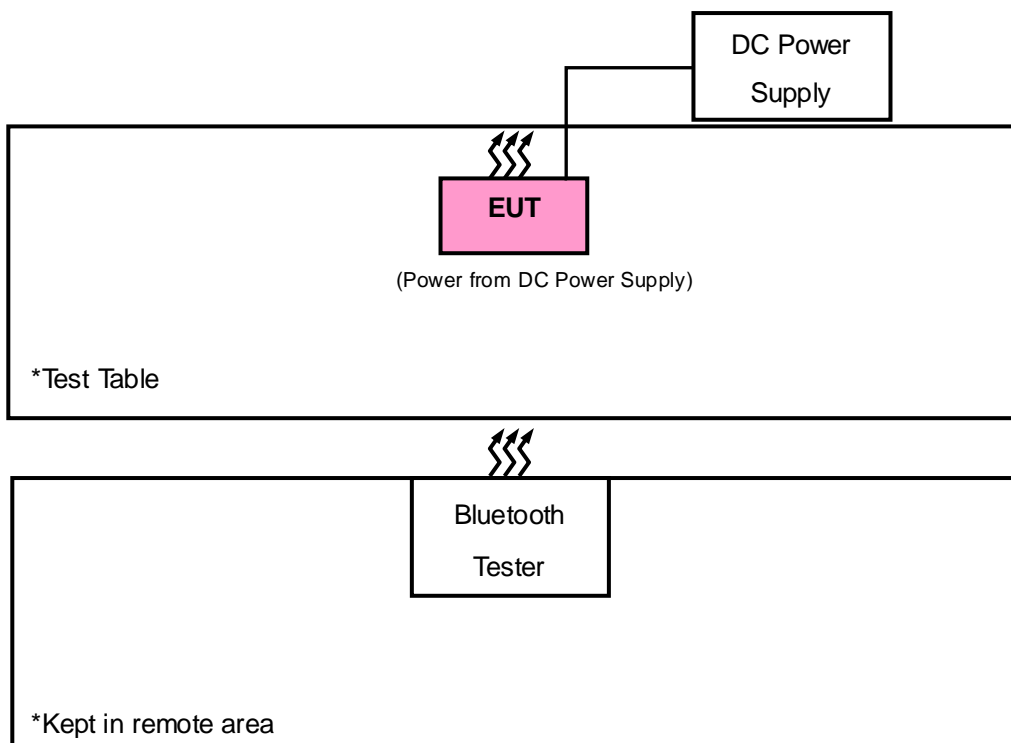 DC Power
Supply
EUT
(Power from DC Power Supply)
*Test Table
Bluetooth
Tester
*Kept in remote area